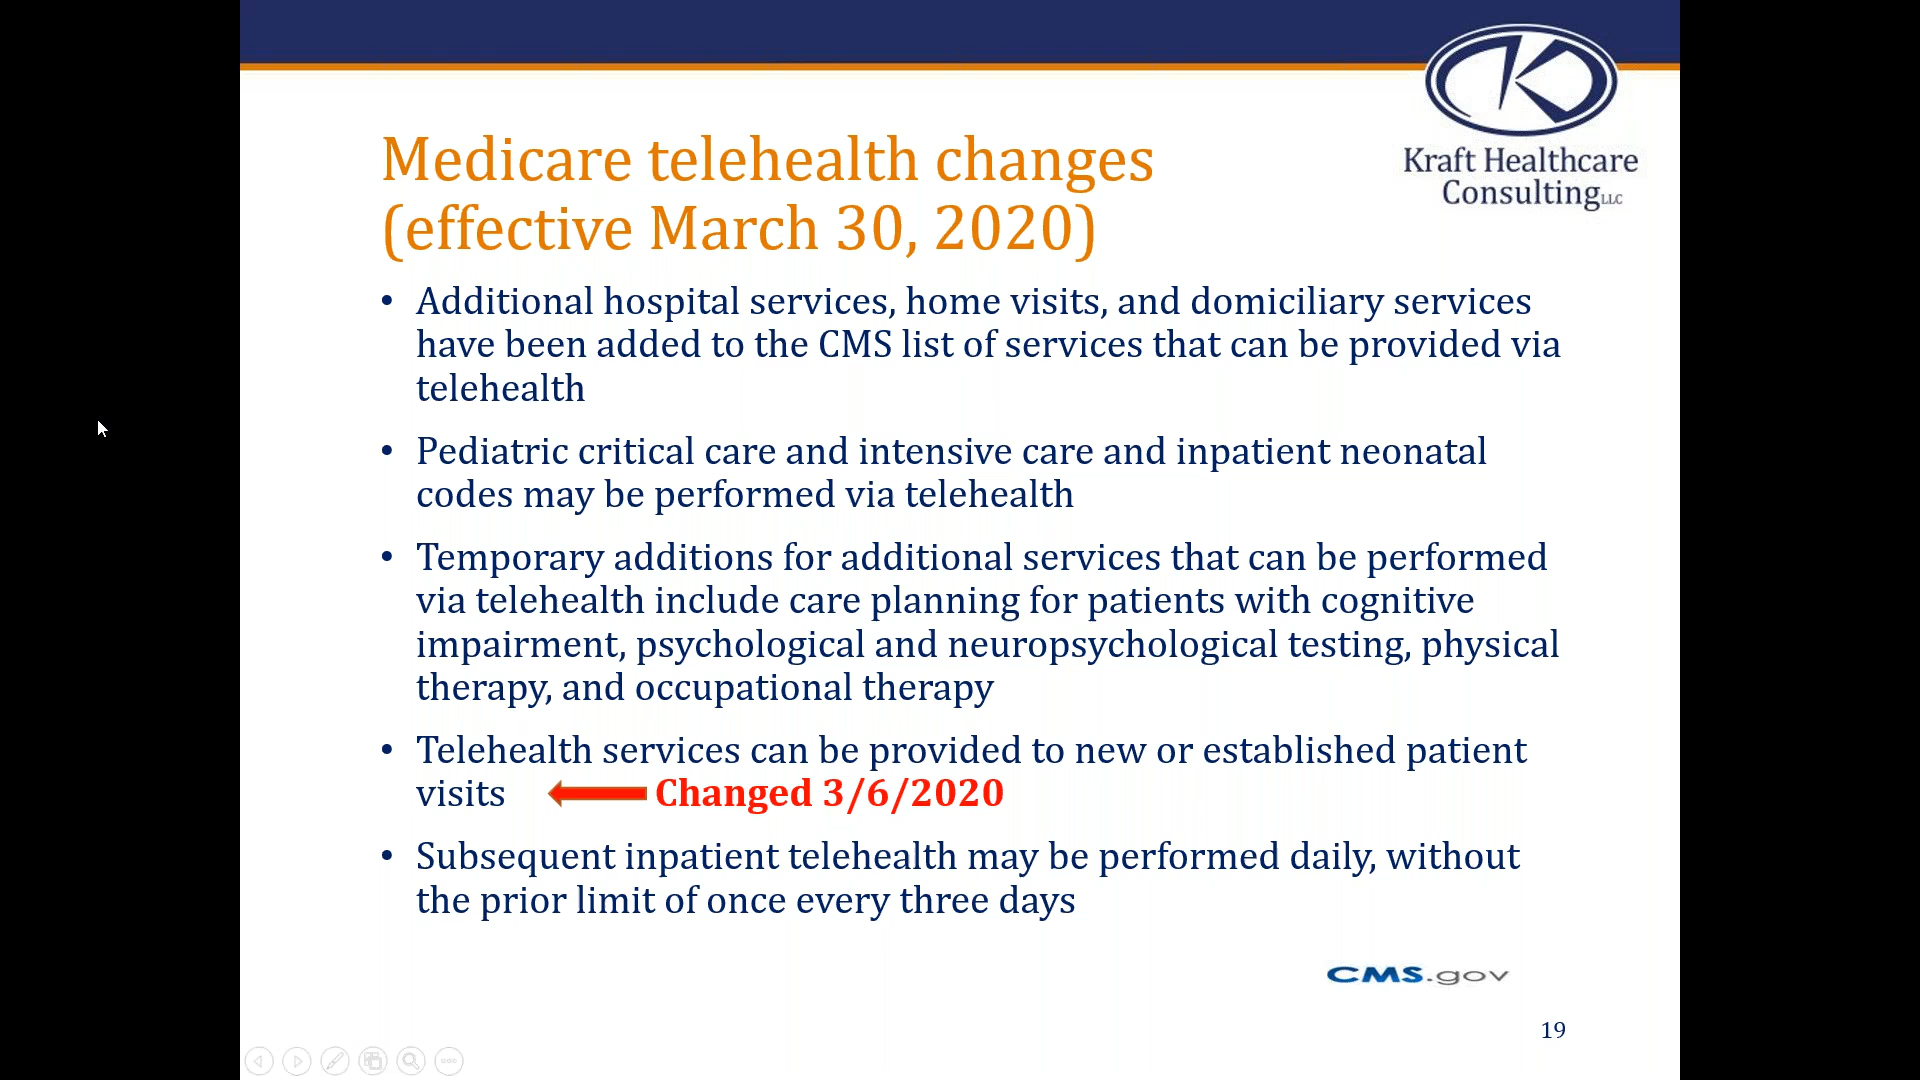 Kraft Healthcare
Consulting LLC
Medicare telehealth changes
(effective March 30, 2020)
• Additional hospital services, home visits, and domiciliary services
have been added to the CMS list of services that can be provided via
telehealth
• Pediatric critical care and intensive care and inpatient neonatal
codes may be performed via telehealth
• Temporary additions for additional services that can be performed
via telehealth include care planning for patients with cognitive
impairment, psychological and neuropsychological testing, physical
therapy, and occupational therapy
• Telehealth services can be provided to new or established patient
visits Changed 3/6/2020
• Subsequent inpatient telehealth may be performed daily, without
the prior limit of once every three days
CMS.gov
19